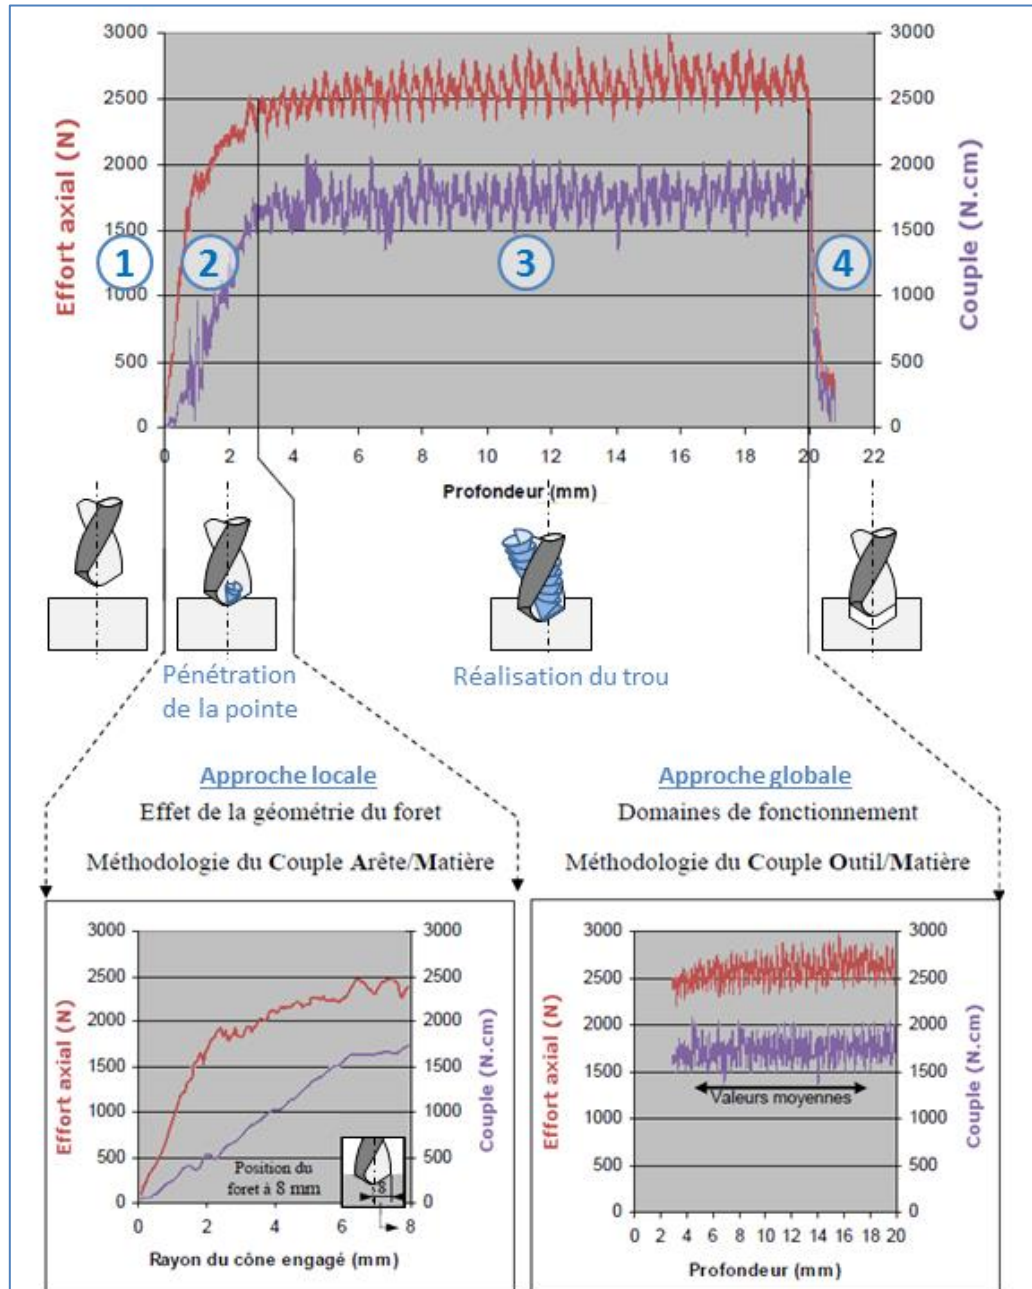 3000
3000
2500
2500
2000
2000
1500
1500
1000
1000
500
500
0
0
Effort axial (N)
Couple (N.cm)
1
2
3
4
0 2 4 6 8 10 12 14 16 18 20 22
Profondeur (mm)
Pénétration
de la pointe
Réalisation du trou
Approche locale
Effet de la géométrie du foret
Méthodologie du Couple Arête/Matière
Approche globale
Domaines de fonctionnement
Méthodologie du Couple Outil/Matière
3000
3000
2500
2500
2000
2000
1500
1500
1000
1000
500
500
0
0
Effort axial (N)
Couple (N.cm)
Position du
foret à 8 mm
8
0 2 4 6 8
Rayon du cône engagé (mm)
3000
3000
2500
2500
2000
2000
1500
1500
1000
1000
500
500
0
0
Effort axial (N)
Couple (N.cm)
Valeurs moyennes
0 2 4 6 8 10 12 14 16 18 20
Profondeur (mm)